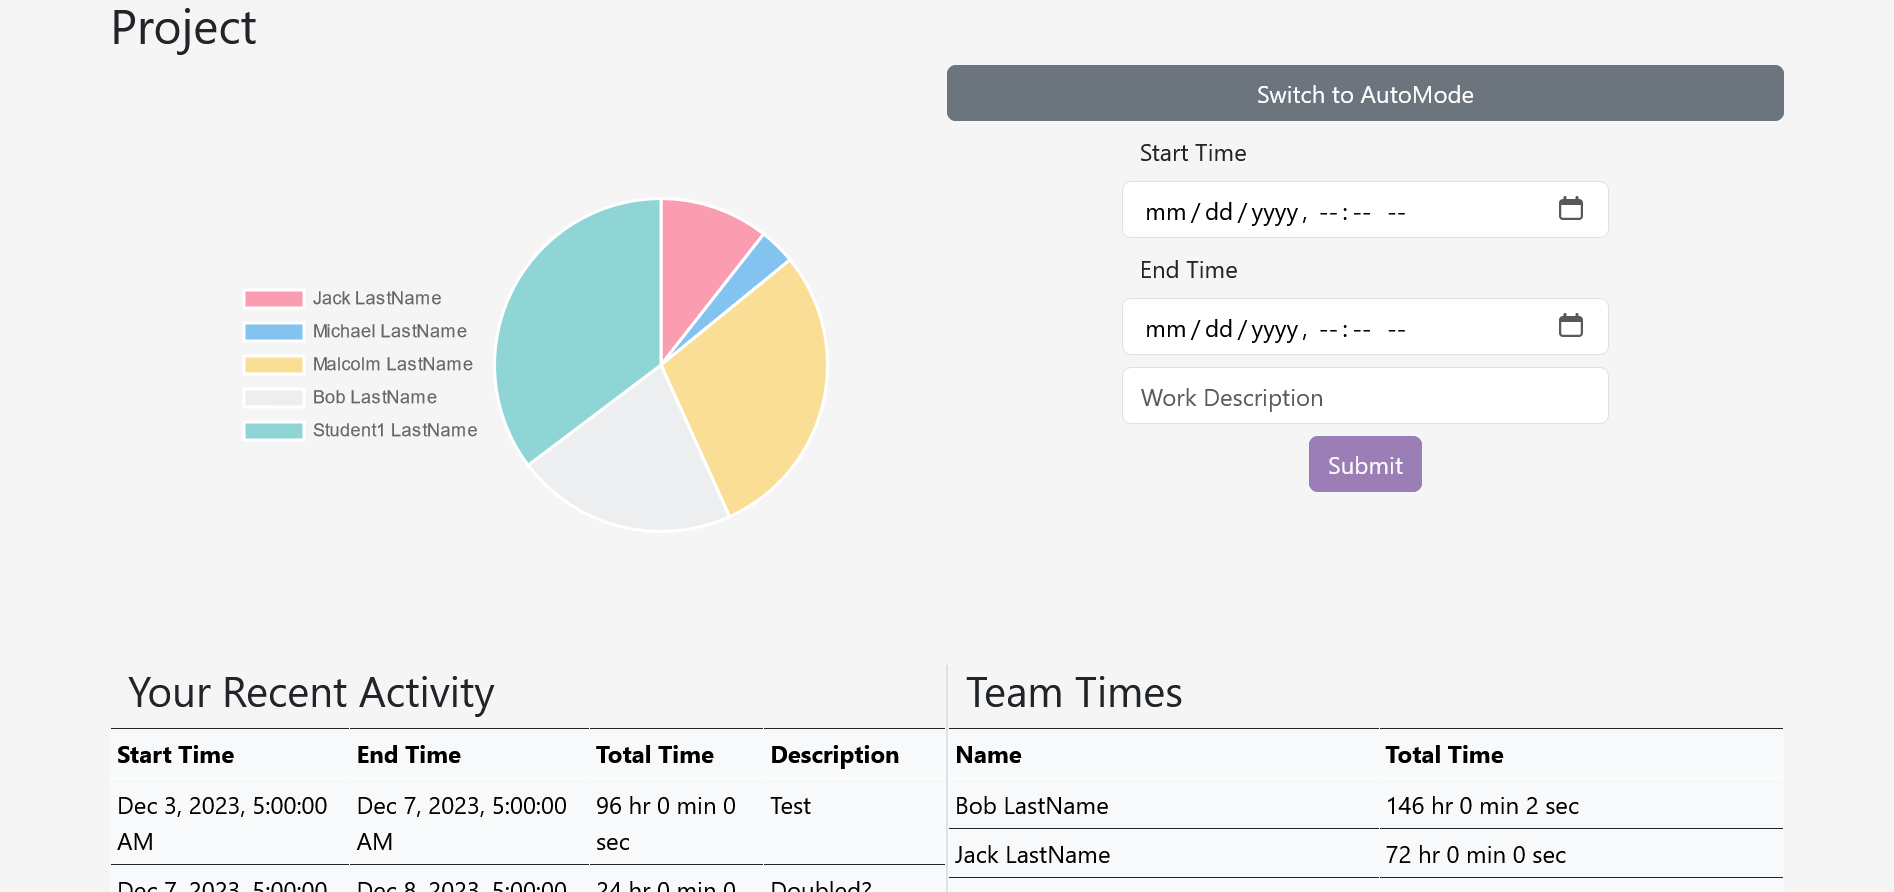 Project
Switch to AutoMode
Start Time
mm/dd/yyyy, --:-- --
End Time
mm/dd/yyyy, --:-- --
Work Description
Submit
Jack LastName
Michael LastName
Malcolm LastName
Bob LastName
Student1 LastName
Your Recent Activity
Start Time End Time Total Time Description
Dec 3, 2023, 5:00:00 Dec 7, 2023, 5:00:00 96 hr 0 min 0 Test
AM AM sec
Dec 7, 2023, 5:00:00 Dec 8, 2023, 5:00:00 24 hr 0 min 0 Doubled?
Team Times
Name Total Time
Bob LastName 146 hr 0 min 2 sec
Jack LastName 72 hr 0 min 0 sec